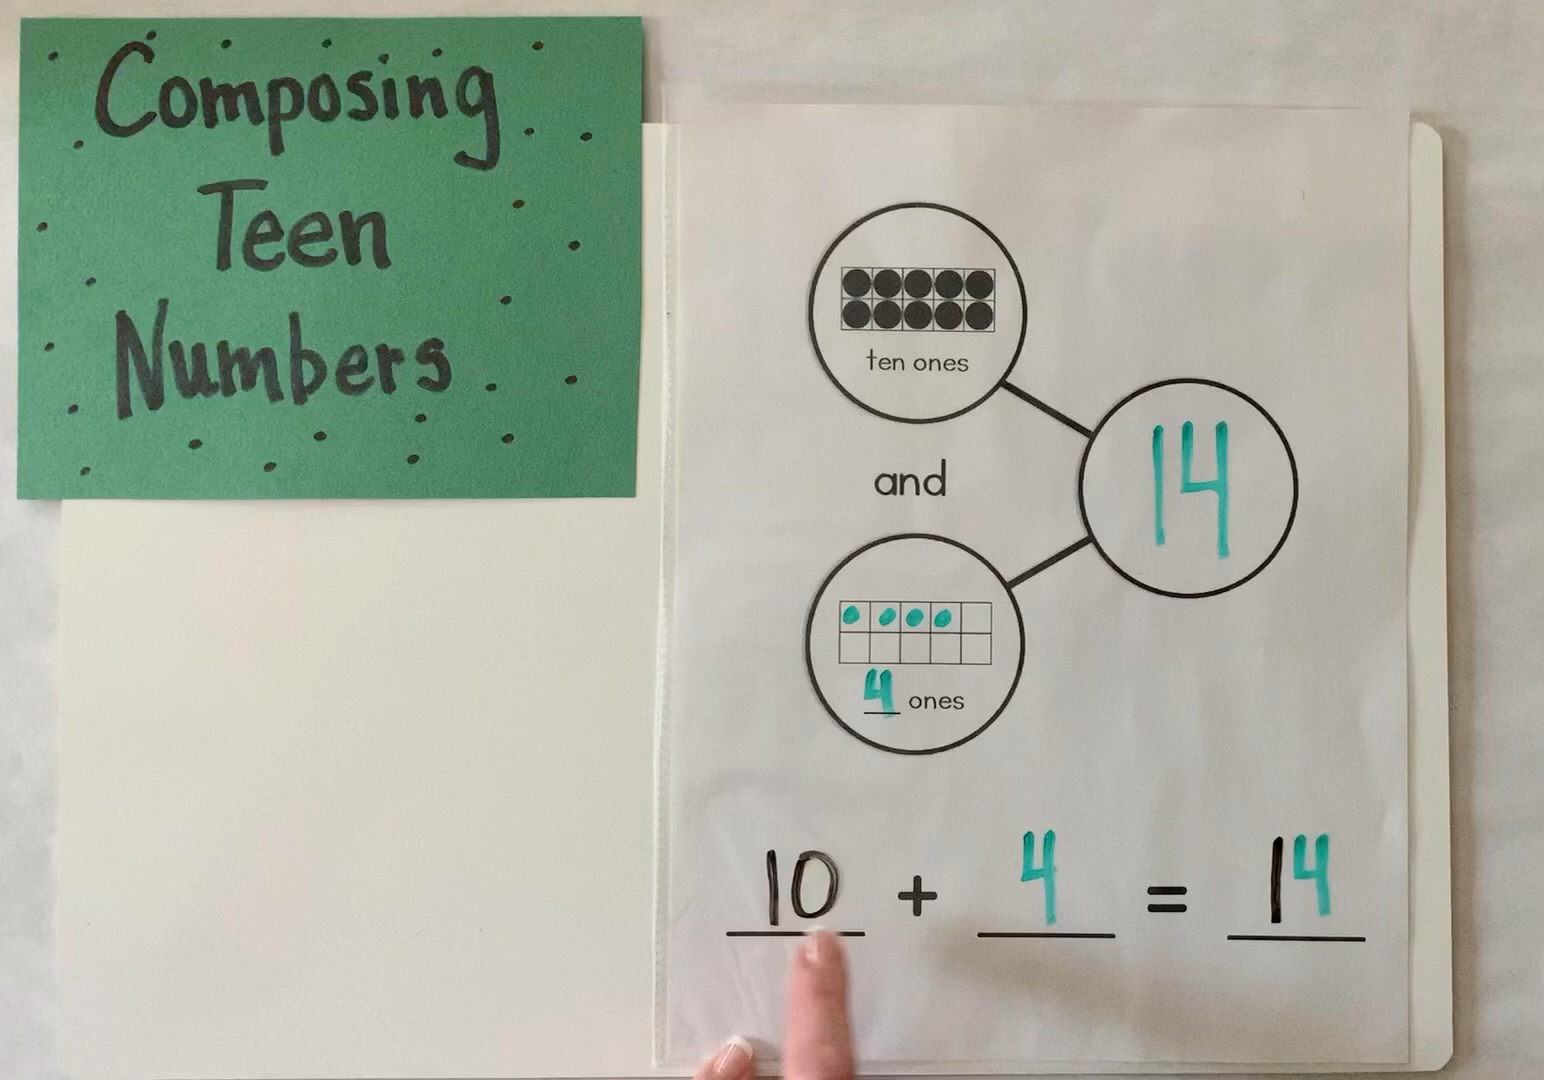 Composing
Teen
Numbers
ten ones
and
14
4 ones
10 + 4 = 14